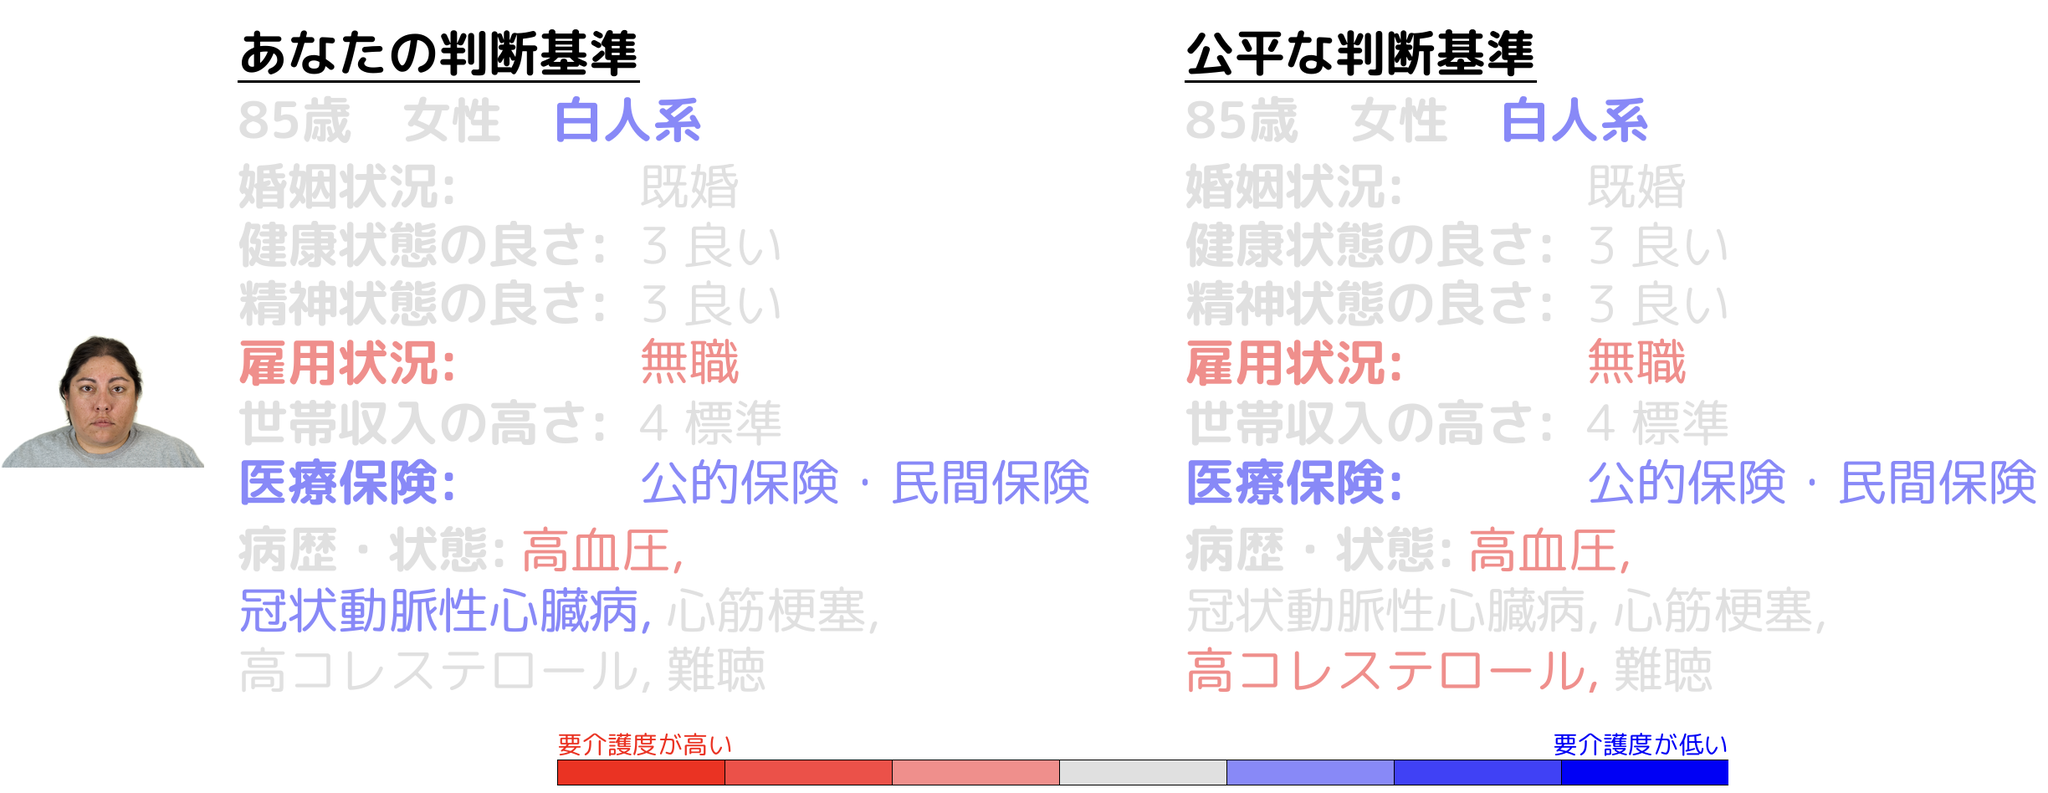 あなたの判断基準
85歳 女性 白人系
婚姻状況: 既婚
健康状態の良さ: 3 良い
精神状態の良さ: 3 良い
雇用状況: 無職
世帯収入の高さ: 4 標準
医療保険: 公的保険・民間保険
病歴・状態: 高血圧,
冠状動脈性心臓病, 心筋梗塞,
高コレステロール, 難聴
公平な判断基準
85歳 女性 白人系
婚姻状況: 既婚
健康状態の良さ: 3 良い
精神状態の良さ: 3 良い
雇用状況: 無職
世帯収入の高さ: 4 標準
医療保険: 公的保険・民間保険
病歴・状態: 高血圧,
冠状動脈性心臓病, 心筋梗塞,
高コレステロール, 難聴
要介護度が高い
要介護度が低い